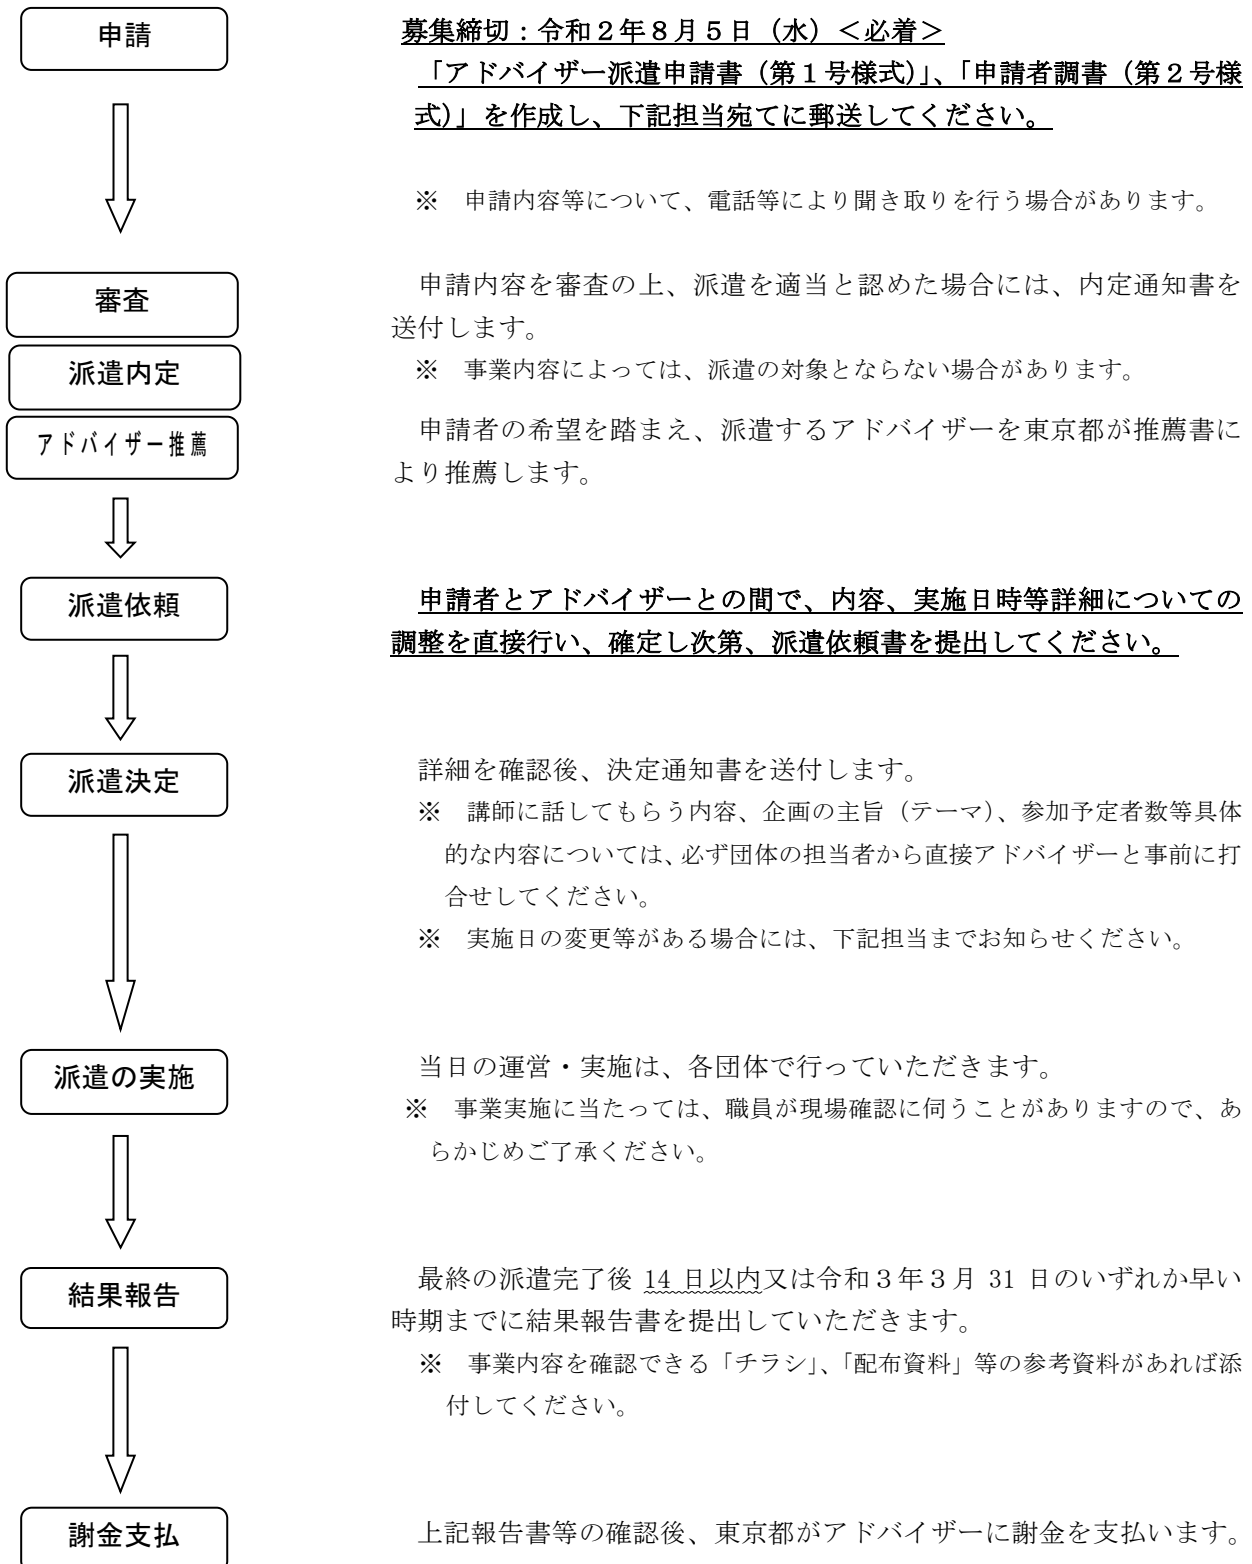 申請
募集締切：令和２年８月５日（水）＜必着＞
「アドバイザー派遣申請書（第１号様式）」、「申請者調書（第２号様
式）」を作成し、下記担当宛てに郵送してください。
※　申請内容等について、電話等により聞き取りを行う場合があります。
審査
申請内容を審査の上、派遣を適当と認めた場合には、内定通知書を
送付します。
派遣内定
※　事業内容によっては、派遣の対象とならない場合があります。
アドバイザー推薦
申請者の希望を踏まえ、派遣するアドバイザーを東京都が推薦書に
より推薦します。
派遣依頼
申請者とアドバイザーとの間で、内容、実施日時等詳細についての
調整を直接行い、確定し次第、派遣依頼書を提出してください。
派遣決定
詳細を確認後、決定通知書を送付します。
※　講師に話してもらう内容、企画の主旨（テーマ）、参加予定者数等具体
的な内容については、必ず団体の担当者から直接アドバイザーと事前に打
合せしてください。
※　実施日の変更等がある場合には、下記担当までお知らせください。
派遣の実施
当日の運営・実施は、各団体で行っていただきます。
※　事業実施に当たっては、職員が現場確認に伺うことがありますので、あ
らかじめご了承ください。
結果報告
最終の派遣完了後 14 日以内又は令和３年３月 31 日のいずれか早い
時期までに結果報告書を提出していただきます。
※　事業内容を確認できる「チラシ」、「配布資料」等の参考資料があれば添
付してください。
謝金支払
上記報告書等の確認後、東京都がアドバイザーに謝金を支払います。